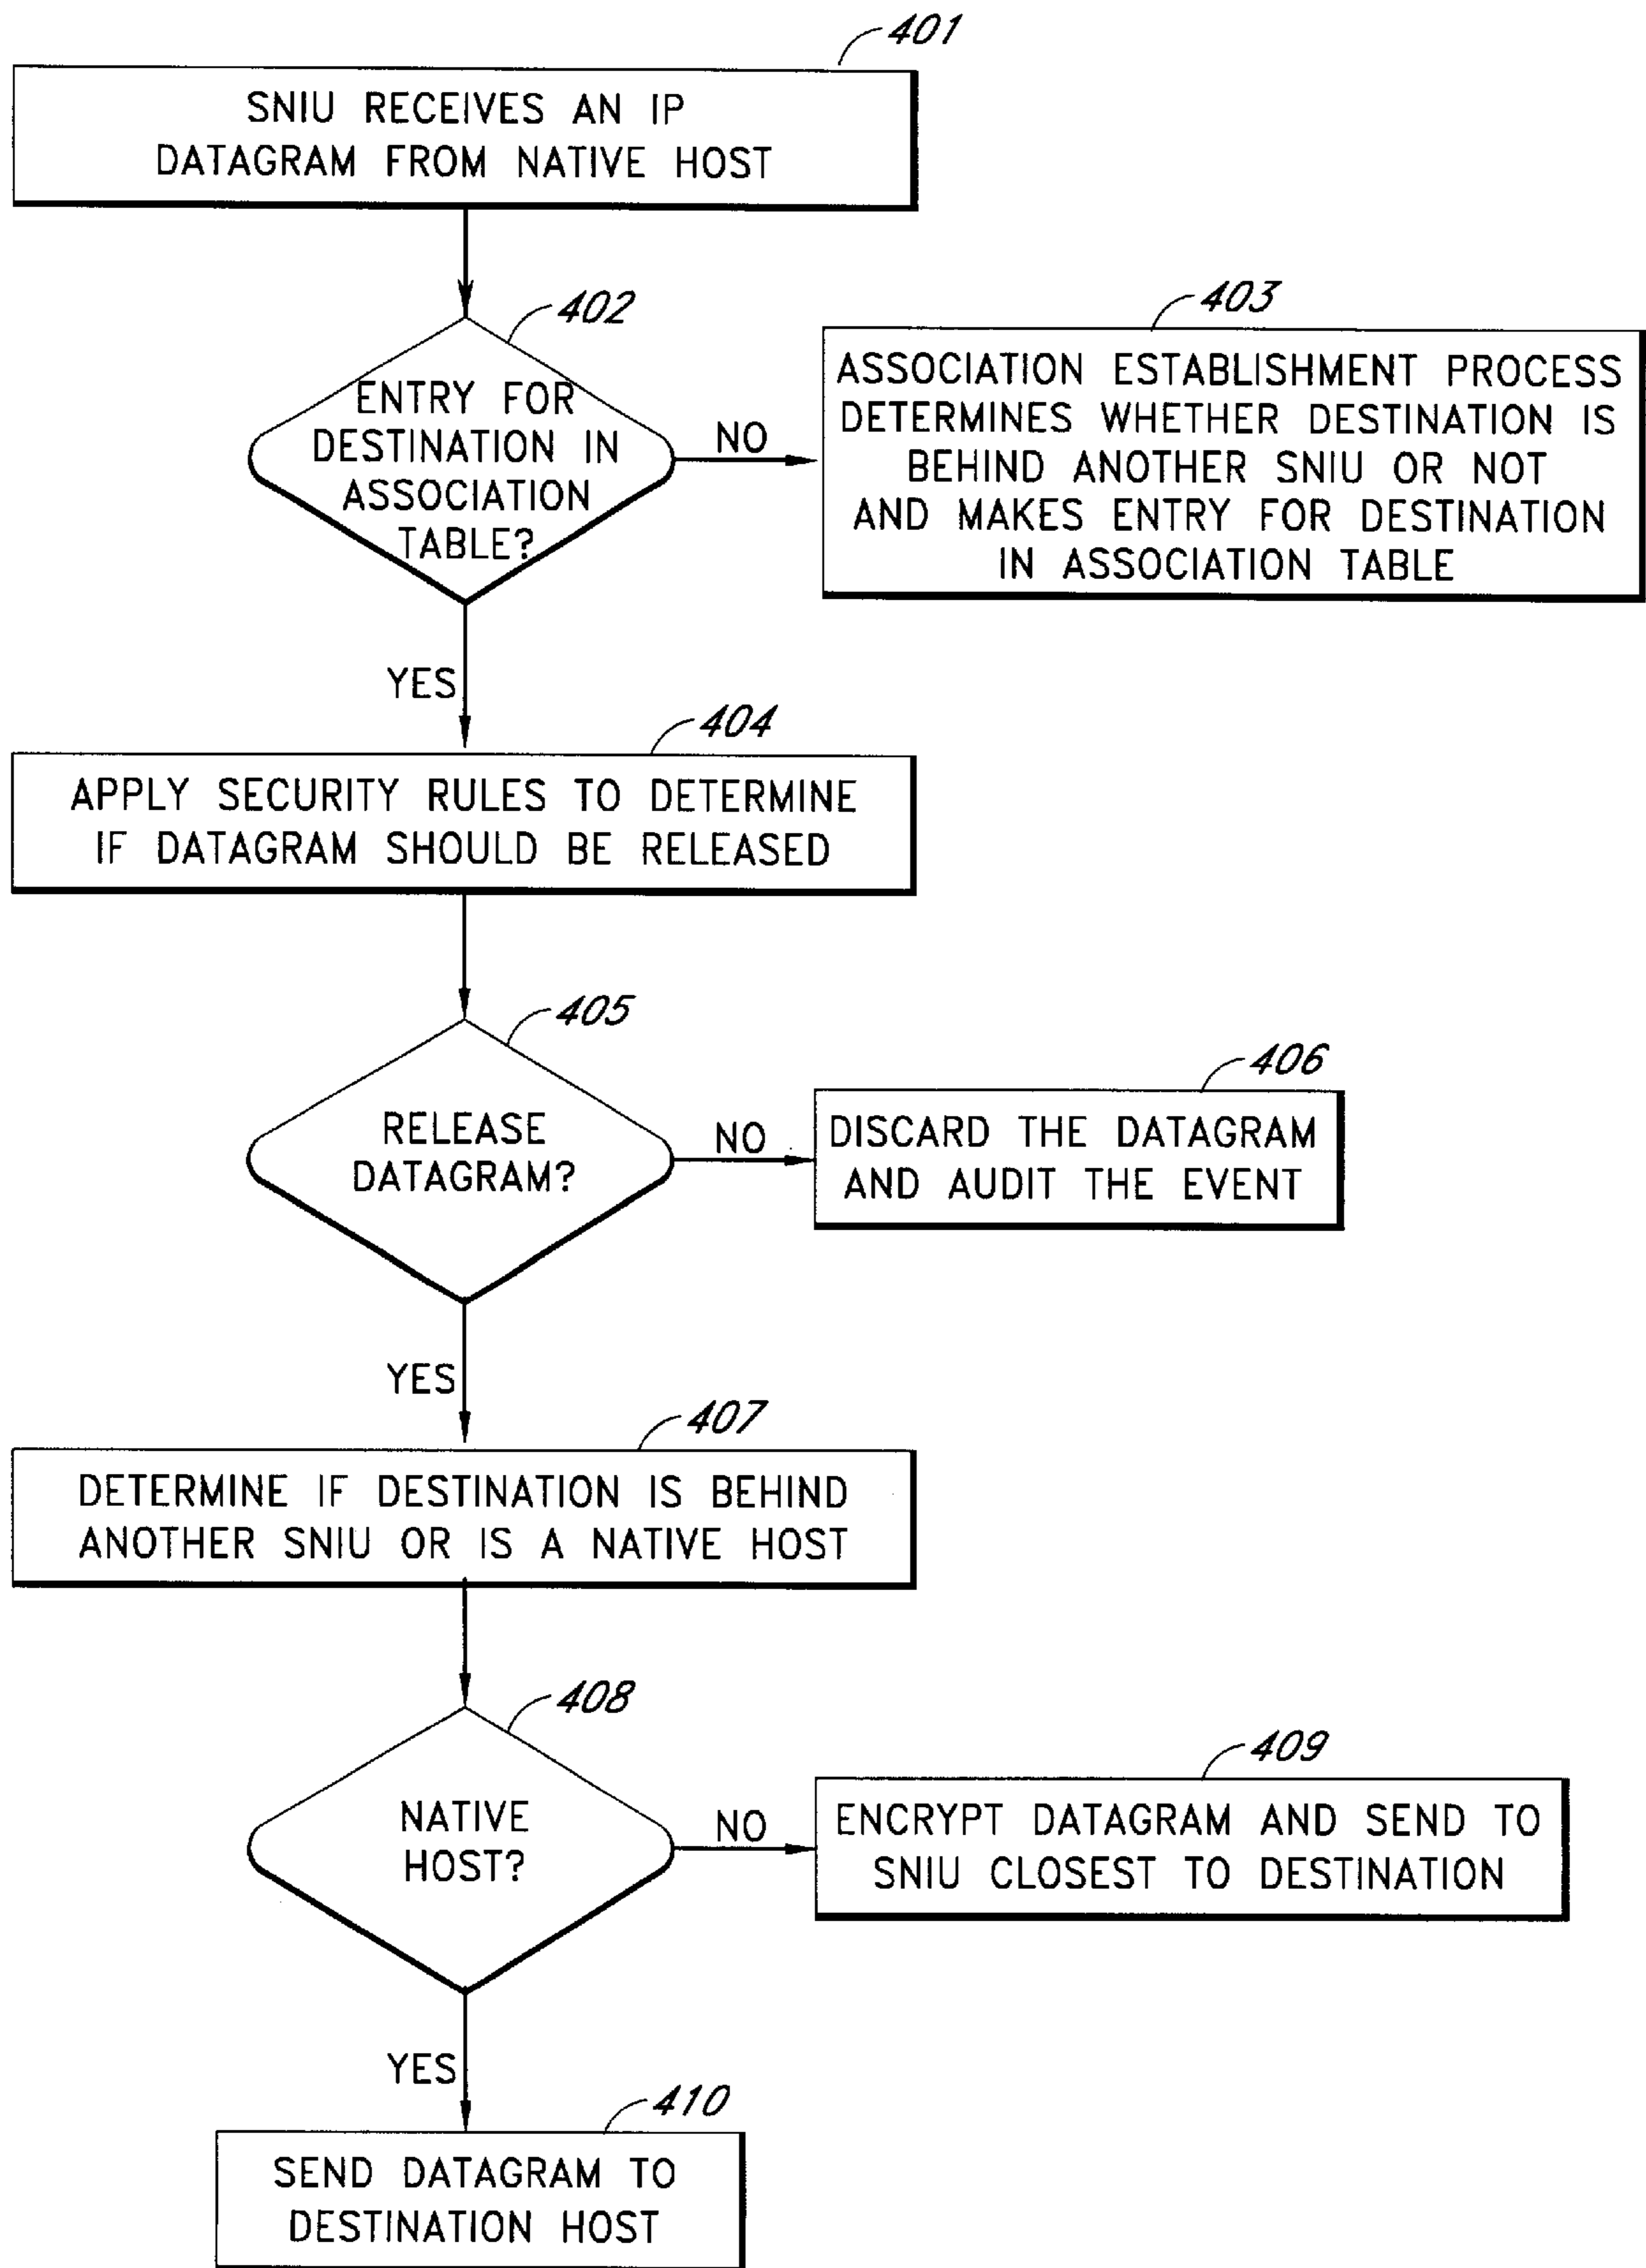 401
SNIU RECEIVES AN IP
DATAGRAM FROM NATIVE HOST
402
ENTRY FOR
DESTINATION IN
ASSOCIATION
TABLE?
NO
403
ASSOCIATION ESTABLISHMENT PROCESS
DETERMINES WHETHER DESTINATION IS
BEHIND ANOTHER SNIU OR NOT
AND MAKES ENTRY FOR DESTINATION
IN ASSOCIATION TABLE
YES
404
APPLY SECURITY RULES TO DETERMINE
IF DATAGRAM SHOULD BE RELEASED
405
RELEASE
DATAGRAM?
NO
406
DISCARD THE DATAGRAM
AND AUDIT THE EVENT
YES
407
DETERMINE IF DESTINATION IS BEHIND
ANOTHER SNIU OR IS A NATIVE HOST
408
NATIVE
HOST?
NO
409
ENCRYPT DATAGRAM AND SEND TO
SNIU CLOSEST TO DESTINATION
YES
410
SEND DATAGRAM TO
DESTINATION HOST